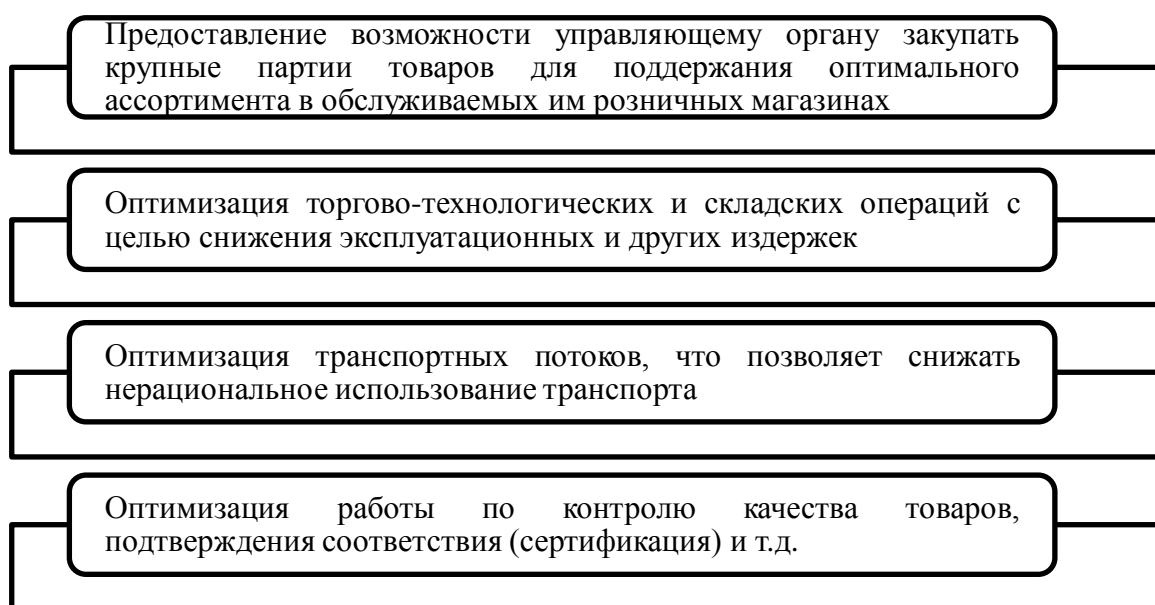 Предоставление возможности управляющему органу закупать
крупные партии товаров для поддержания оптимального
ассортимента в обслуживаемых им розничных магазинах
Оптимизация торгово-технологических и складских операций с
целью снижения эксплуатационных и других издержек
Оптимизация транспортных потоков, что позволяет снижать
нерациональное использование транспорта
Оптимизация работы по контролю качества товаров,
подтверждения соответствия (сертификация) и т.д.